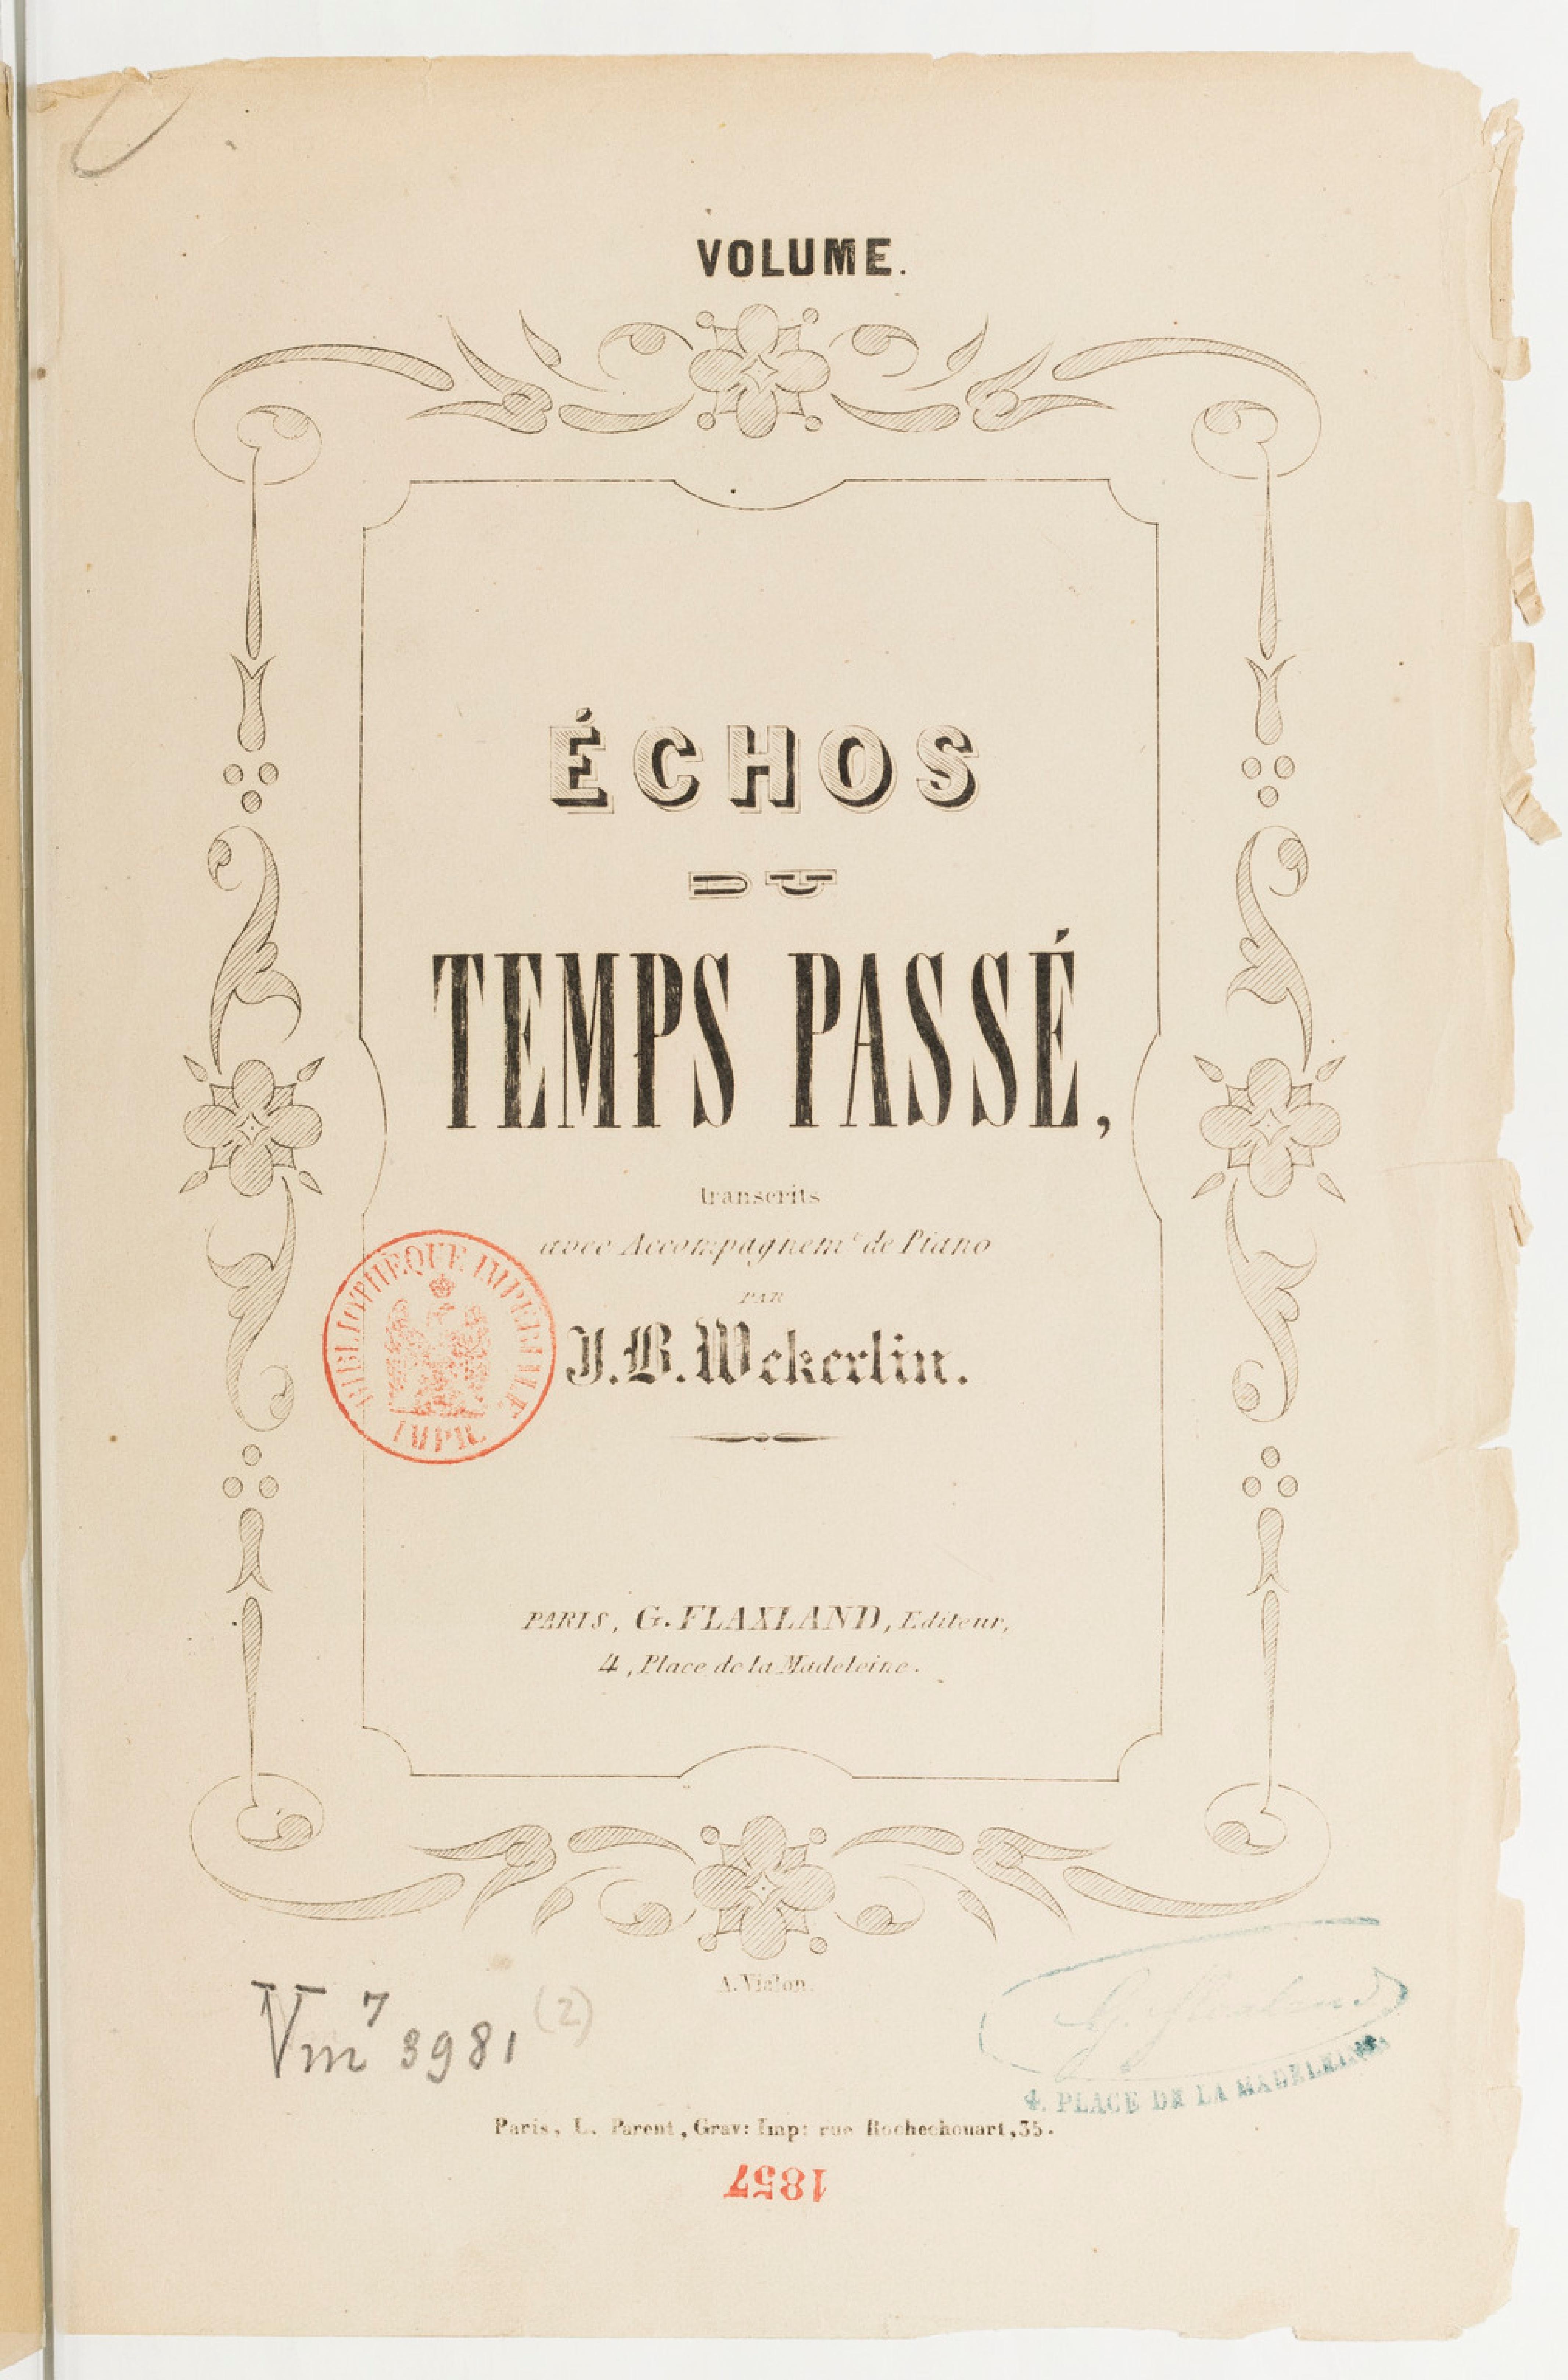 VOLUME.
ÉCHOS
DU
TEMPS PASSÉ,
transcrits
avec Accompagnemt de Piano
PAR
J.B. Wekerlin.
BIBLIOTHÈQUE IMPÉRIALE
IMPR.
PARIS, G. FLAXLAND, Editeur,
4, Place de la Madeleine.
A. Vialon.
Vm7 3981 (2)
G. Flaxland
4. PLACE DE LA MADELEINE
Paris, L. Parent, Grav: Imp: rue Rochechouart, 35.
1857